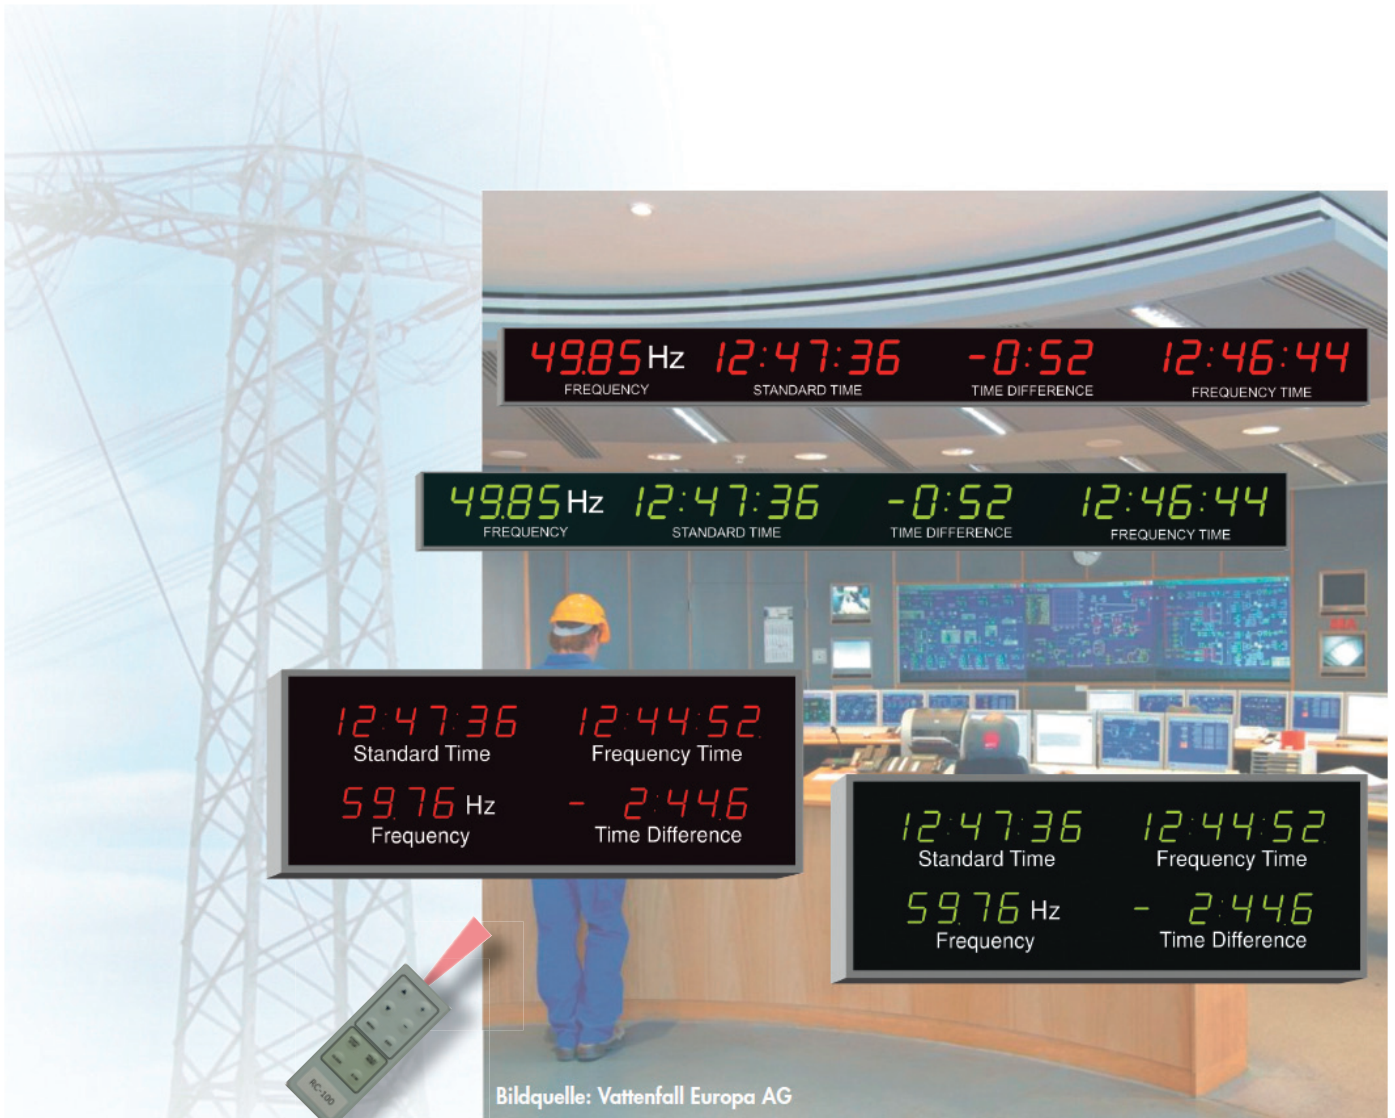 49.85 Hz 12:47:36 -0:52 12:46:44
FREQUENCY STANDARD TIME TIME DIFFERENCE FREQUENCY TIME
49.85 Hz 12:47:36 -0:52 12:46:44
FREQUENCY STANDARD TIME TIME DIFFERENCE FREQUENCY TIME
12:47:36 12:44:52.
Standard Time Frequency Time
59.76 Hz - 2:44.6
Frequency Time Difference
12:47:36 12:44:52.
Standard Time Frequency Time
59.76 Hz - 2:44.6
Frequency Time Difference
RC-100
Bildquelle: Vattenfall Europa AG